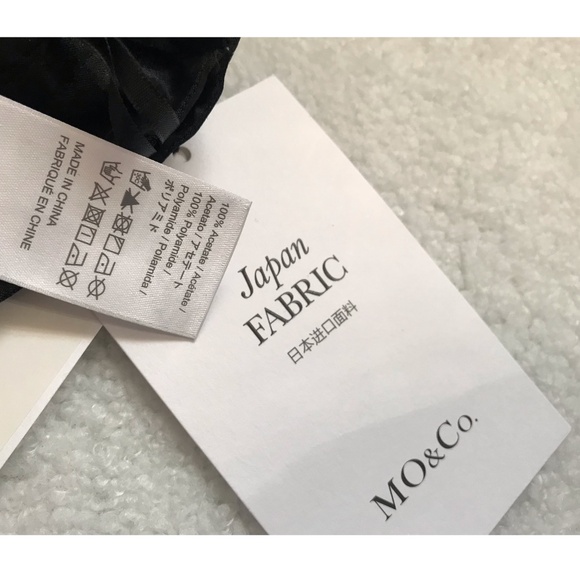 100% Acetate / Acétate /
Acetato / アセテート
100% Polyamide /
Polyamide / Poliamida /
ポリアミド
MADE IN CHINA
FABRIQUÉ EN CHINE
Japan
FABRIC
日本进口面料
MO&Co.